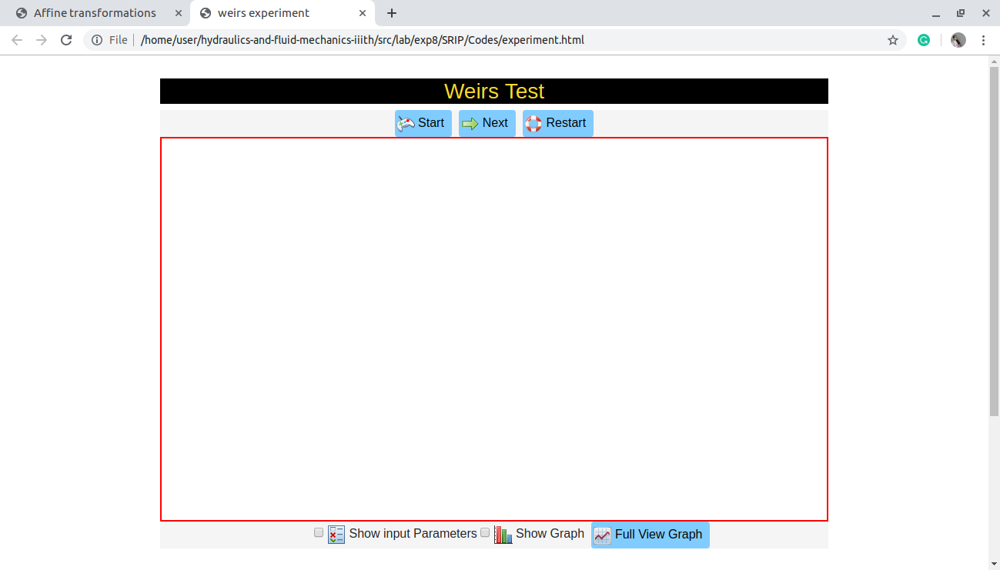 Affine transformations
weirs experiment
File /home/user/hydraulics-and-fluid-mechanics-iiith/src/lab/exp8/SRIP/Codes/experiment.html
Weirs Test
Start Next Restart
Show input Parameters Show Graph Full View Graph